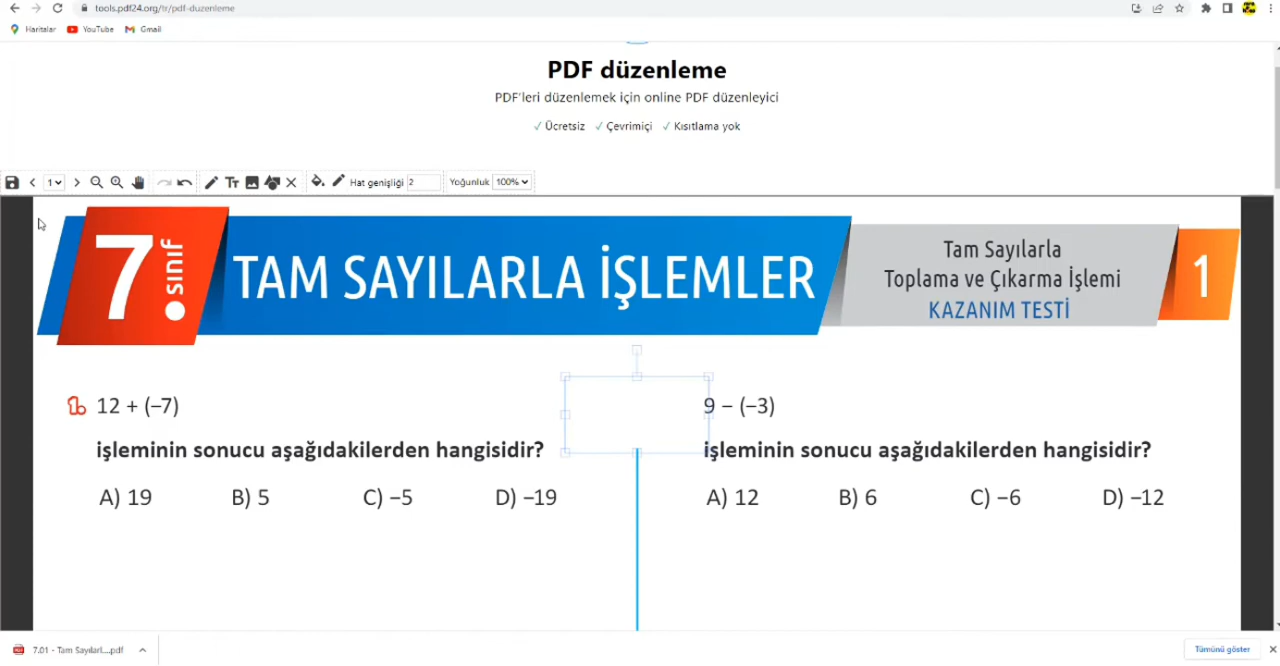 tools.pdf24.org/tr/pdf-duzenleme
Haritalar YouTube Gmail
PDF düzenleme
PDF'leri düzenlemek için online PDF düzenleyici
✓ Ücretsiz ✓ Çevrimiçi ✓ Kısıtlama yok
1 Hat genişliği 2 Yoğunluk 100%
7. sınıf
TAM SAYILARLA İŞLEMLER
Tam Sayılarla
Toplama ve Çıkarma İşlemi
KAZANIM TESTİ
1
1. 12 + (–7)
işleminin sonucu aşağıdakilerden hangisidir?
A) 19 B) 5 C) –5 D) –19
9 – (–3)
işleminin sonucu aşağıdakilerden hangisidir?
A) 12 B) 6 C) –6 D) –12
7.01 - Tam Sayılarl....pdf
Tümünü göster